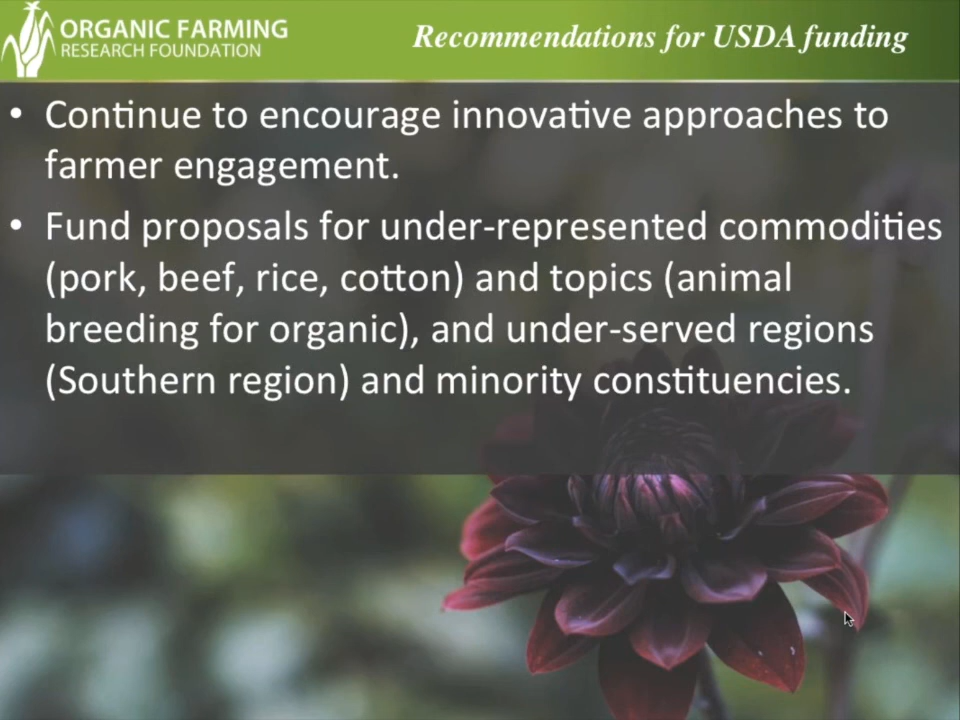 ORGANIC FARMING
RESEARCH FOUNDATION
Recommendations for USDA funding
• Continue to encourage innovative approaches to
farmer engagement.
• Fund proposals for under-represented commodities
(pork, beef, rice, cotton) and topics (animal
breeding for organic), and under-served regions
(Southern region) and minority constituencies.